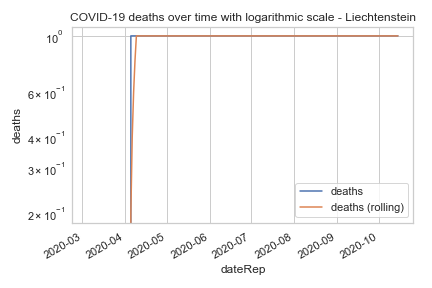 COVID-19 deaths over time with logarithmic scale - Liechtenstein
10⁰
6 × 10⁻¹
4 × 10⁻¹
3 × 10⁻¹
2 × 10⁻¹
deaths
deaths
deaths (rolling)
2020-03
2020-04
2020-05
2020-06
2020-07
2020-08
2020-09
2020-10
dateRep